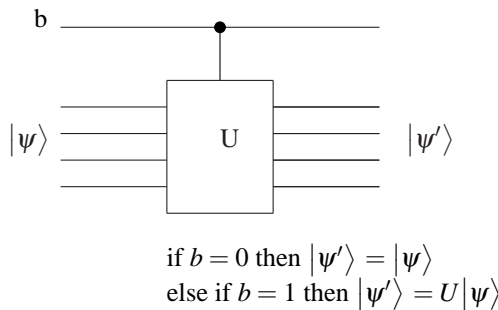 b
|ψ⟩ U |ψ′⟩
if b = 0 then |ψ′⟩ = |ψ⟩
else if b = 1 then |ψ′⟩ = U|ψ⟩